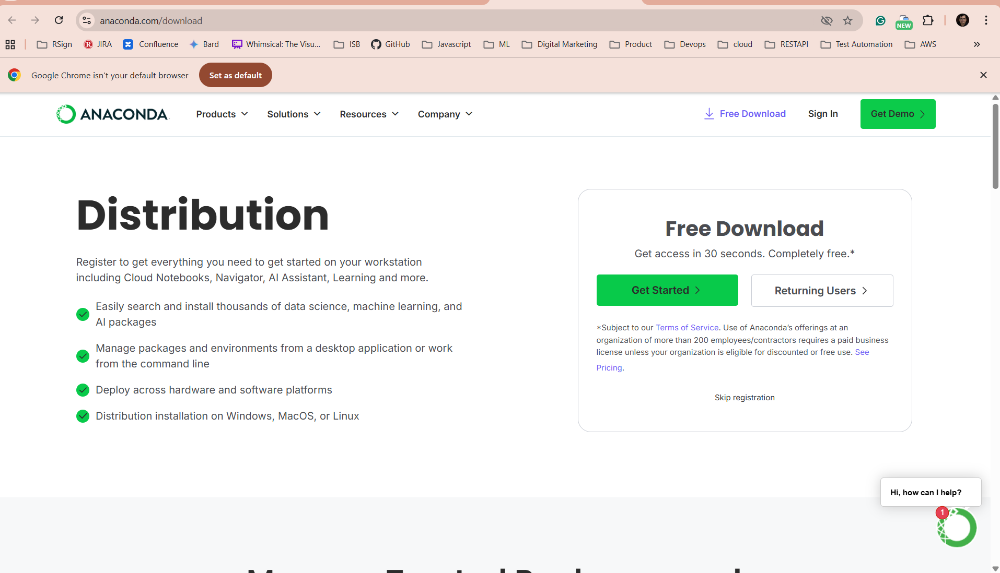 anaconda.com/download
NEW
RSign JIRA Confluence Bard Whimsical: The Visu... ISB GitHub Javascript ML Digital Marketing Product Devops cloud RESTAPI Test Automation AWS
Google Chrome isn't your default browser Set as default
ANACONDA. Products Solutions Resources Company Free Download Sign In Get Demo
Distribution
Register to get everything you need to get started on your workstation
including Cloud Notebooks, Navigator, AI Assistant, Learning and more.
Easily search and install thousands of data science, machine learning, and
AI packages
Manage packages and environments from a desktop application or work
from the command line
Deploy across hardware and software platforms
Distribution installation on Windows, MacOS, or Linux
Free Download
Get access in 30 seconds. Completely free.*
Get Started Returning Users
*Subject to our Terms of Service. Use of Anaconda’s offerings at an
organization of more than 200 employees/contractors requires a paid business
license unless your organization is eligible for discounted or free use. See
Pricing.
Skip registration
Hi, how can I help?
1